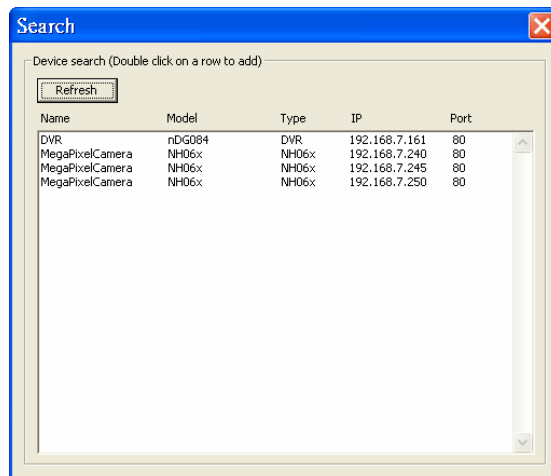 Search
Device search (Double click on a row to add)
Refresh
Name Model Type IP Port
DVR nDG084 DVR 192.168.7.161 80
MegaPixelCamera NH06x NH06x 192.168.7.240 80
MegaPixelCamera NH06x NH06x 192.168.7.245 80
MegaPixelCamera NH06x NH06x 192.168.7.250 80